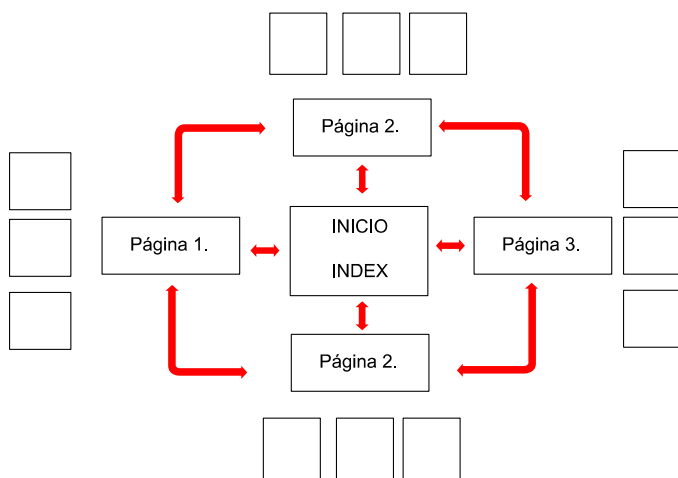 Página 2.
Página 1.
INICIO
INDEX
Página 3.
Página 2.